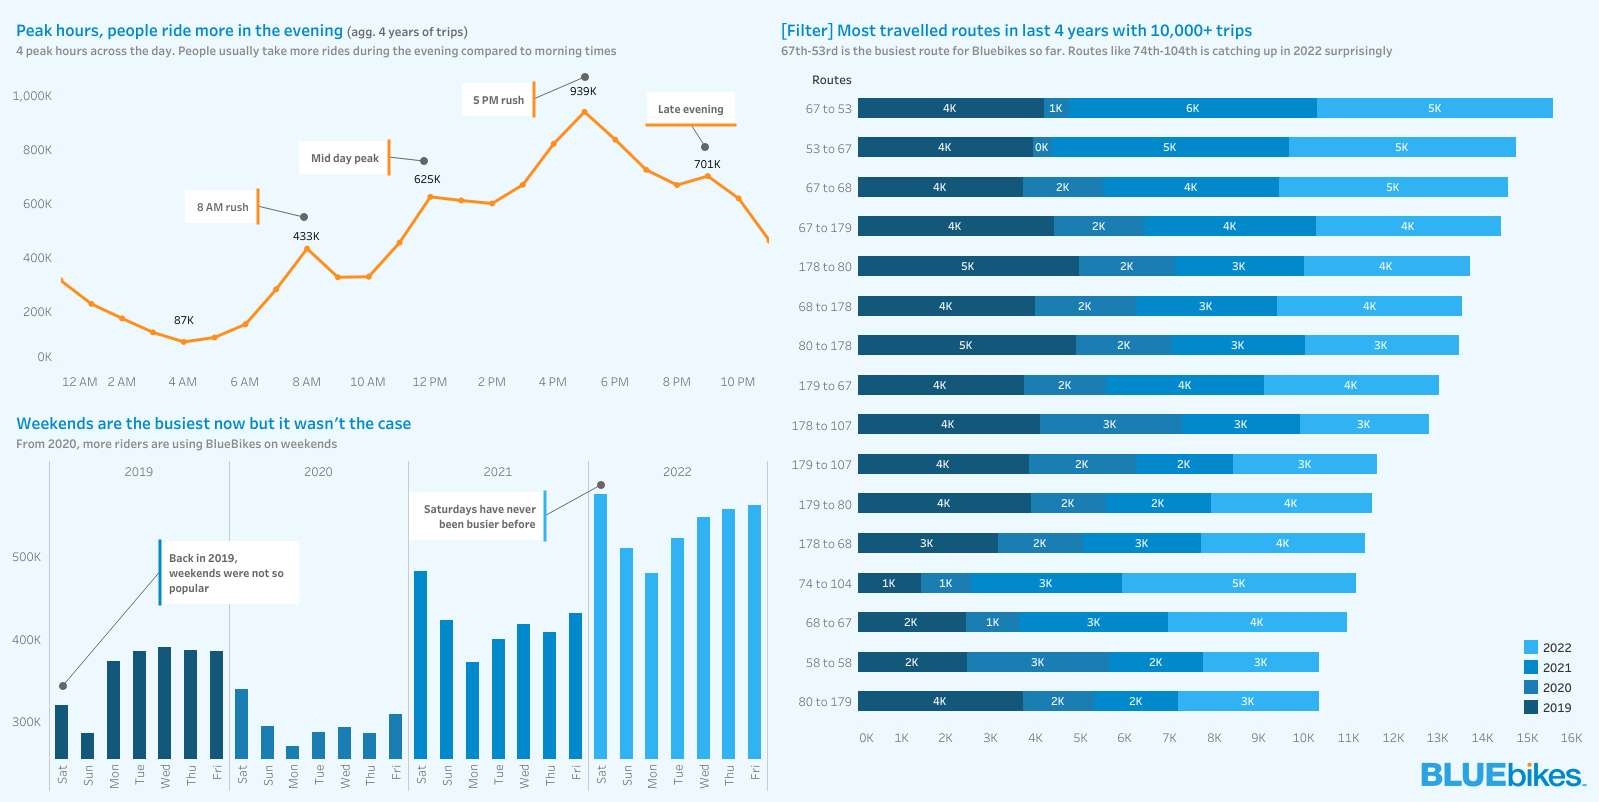 Peak hours, people ride more in the evening (agg. 4 years of trips)
4 peak hours across the day. People usually take more rides during the evening compared to morning times
1,000K
800K
600K
400K
200K
0K
8 AM rush
433K
Mid day peak
625K
5 PM rush
939K
Late evening
701K
87K
12 AM 2 AM 4 AM 6 AM 8 AM 10 AM 12 PM 2 PM 4 PM 6 PM 8 PM 10 PM
Weekends are the busiest now but it wasn't the case
From 2020, more riders are using BlueBikes on weekends
2019 2020 2021 2022
500K
400K
300K
Back in 2019,
weekends were not so
popular
Saturdays have never
been busier before
Sat Sun Mon Tue Wed Thu Fri Sat Sun Mon Tue Wed Thu Fri Sat Sun Mon Tue Wed Thu Fri Sat Sun Mon Tue Wed Thu Fri
[Filter] Most travelled routes in last 4 years with 10,000+ trips
67th-53rd is the busiest route for Bluebikes so far. Routes like 74th-104th is catching up in 2022 surprisingly
Routes
67 to 53 4K 1K 6K 5K
53 to 67 4K 0K 5K 5K
67 to 68 4K 2K 4K 5K
67 to 179 4K 2K 4K 4K
178 to 80 5K 2K 3K 4K
68 to 178 4K 2K 3K 4K
80 to 178 5K 2K 3K 3K
179 to 67 4K 2K 4K 4K
178 to 107 4K 3K 3K 3K
179 to 107 4K 2K 2K 3K
179 to 80 4K 2K 2K 4K
178 to 68 3K 2K 3K 4K
74 to 104 1K 1K 3K 5K
68 to 67 2K 1K 3K 4K
58 to 58 2K 3K 2K 3K
80 to 179 4K 2K 2K 3K
0K 1K 2K 3K 4K 5K 6K 7K 8K 9K 10K 11K 12K 13K 14K 15K 16K
2022
2021
2020
2019
BLUEbikes